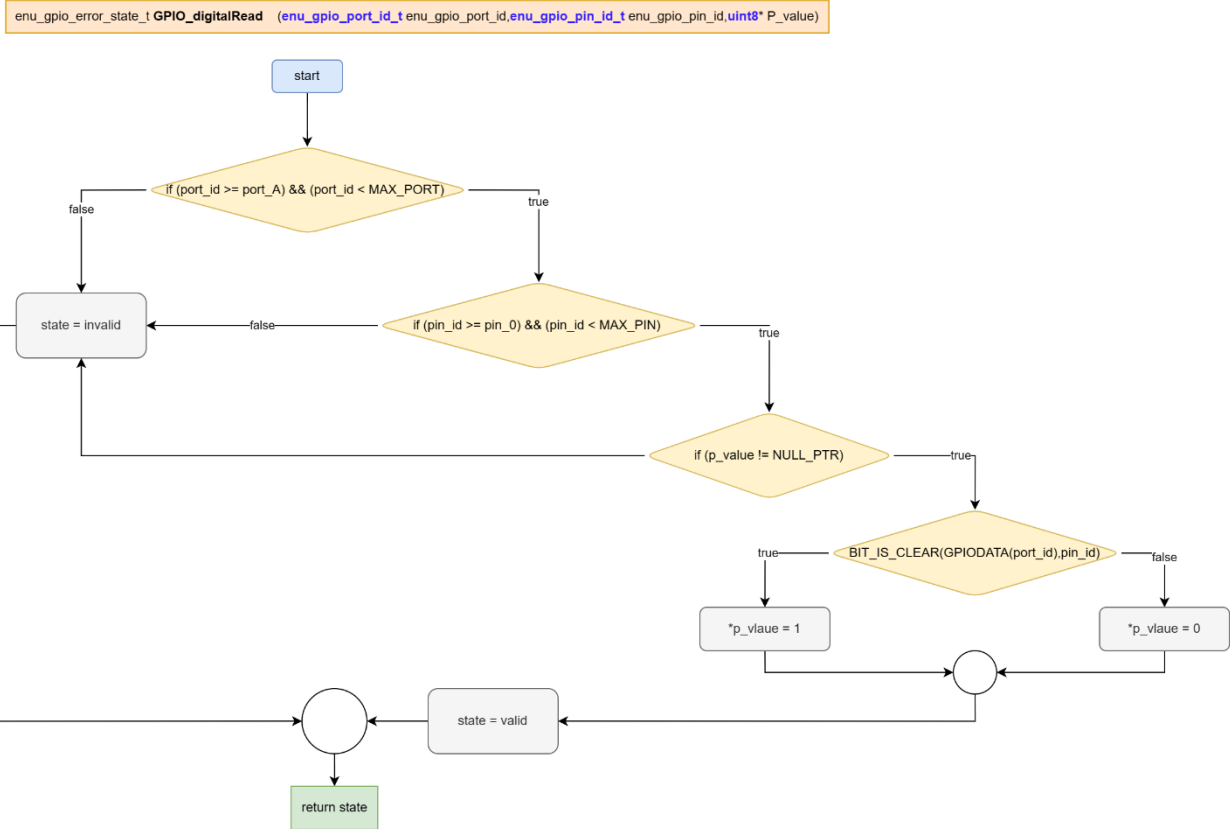 enu_gpio_error_state_t GPIO_digitalRead (enu_gpio_port_id_t enu_gpio_port_id,enu_gpio_pin_id_t enu_gpio_pin_id,uint8* P_value)
start
if (port_id >= port_A) && (port_id < MAX_PORT)
false
true
state = invalid
false
if (pin_id >= pin_0) && (pin_id < MAX_PIN)
true
if (p_value != NULL_PTR)
true
true
BIT_IS_CLEAR(GPIODATA(port_id),pin_id)
false
*p_vlaue = 1
*p_vlaue = 0
state = valid
return state